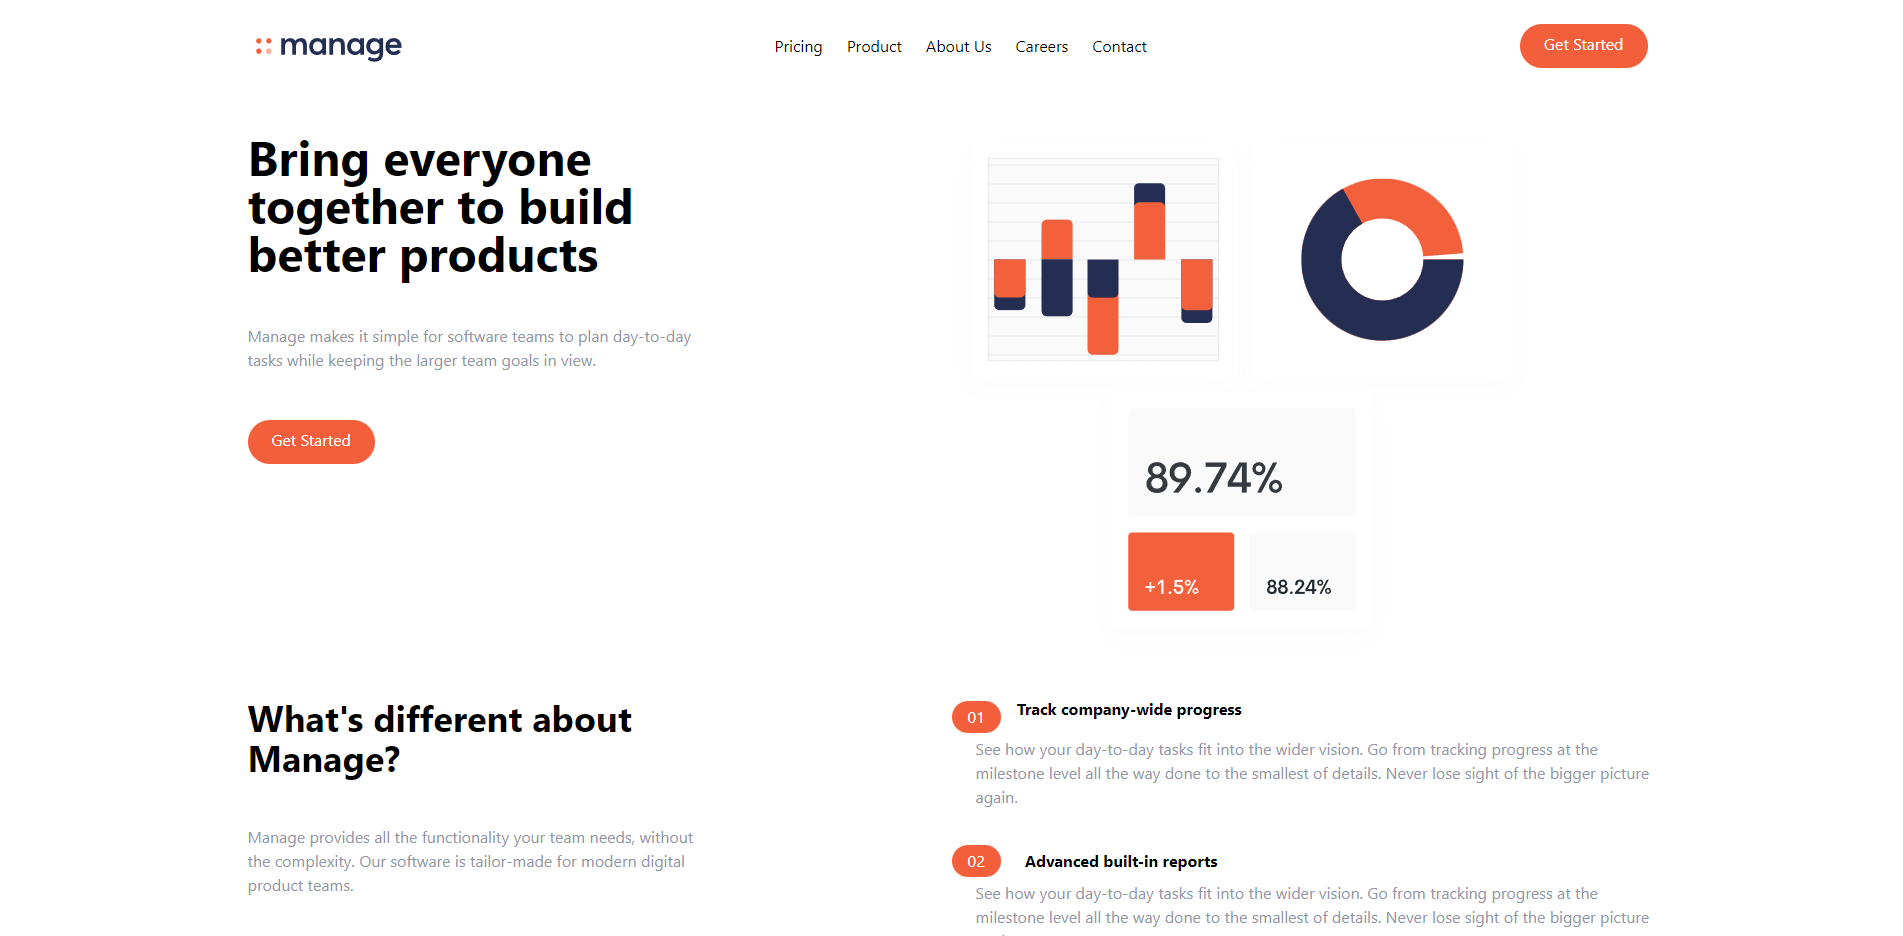 manage
Pricing Product About Us Careers Contact
Get Started
Bring everyone
together to build
better products
Manage makes it simple for software teams to plan day-to-day
tasks while keeping the larger team goals in view.
Get Started
89.74%
+1.5%
88.24%
What's different about
Manage?
Manage provides all the functionality your team needs, without
the complexity. Our software is tailor-made for modern digital
product teams.
01 Track company-wide progress
See how your day-to-day tasks fit into the wider vision. Go from tracking progress at the
milestone level all the way done to the smallest of details. Never lose sight of the bigger picture
again.
02 Advanced built-in reports
See how your day-to-day tasks fit into the wider vision. Go from tracking progress at the
milestone level all the way done to the smallest of details. Never lose sight of the bigger picture